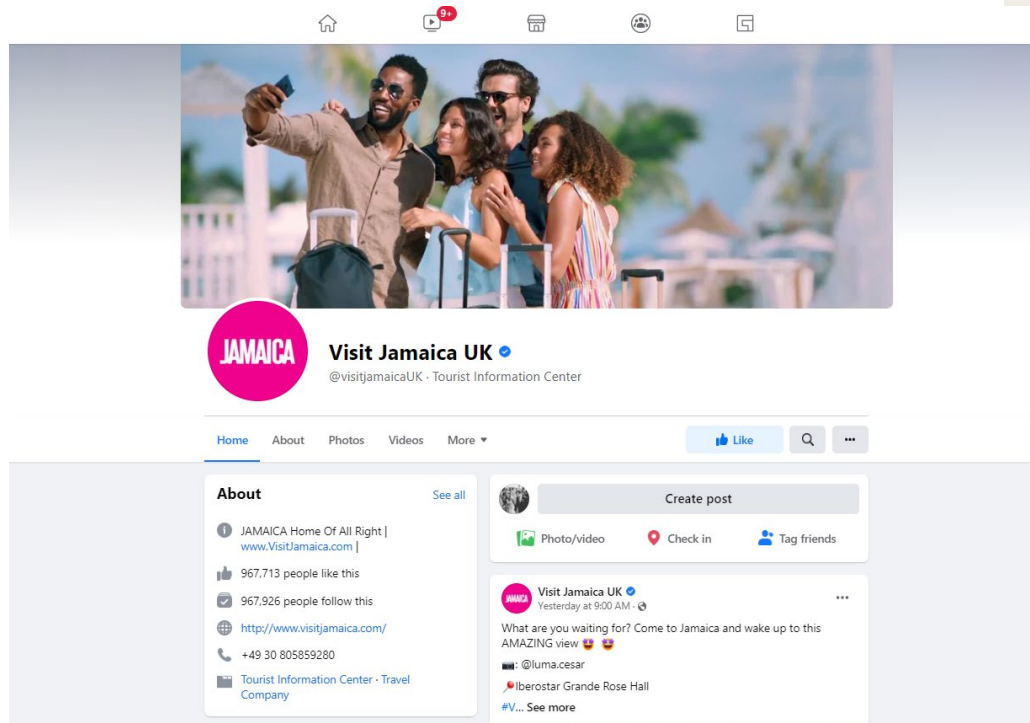 9+
JAMAICA
Visit Jamaica UK
@visitjamaicaUK · Tourist Information Center
Home About Photos Videos More
Like
About
See all
JAMAICA Home Of All Right |
www.VisitJamaica.com |
967,713 people like this
967,926 people follow this
http://www.visitjamaica.com/
+49 30 805859280
Tourist Information Center · Travel
Company
Create post
Photo/video Check in Tag friends
JAMAICA
Visit Jamaica UK
Yesterday at 9:00 AM ·
What are you waiting for? Come to Jamaica and wake up to this
AMAZING view 🤩 🤩
📷: @luma.cesar
📍Iberostar Grande Rose Hall
#V... See more